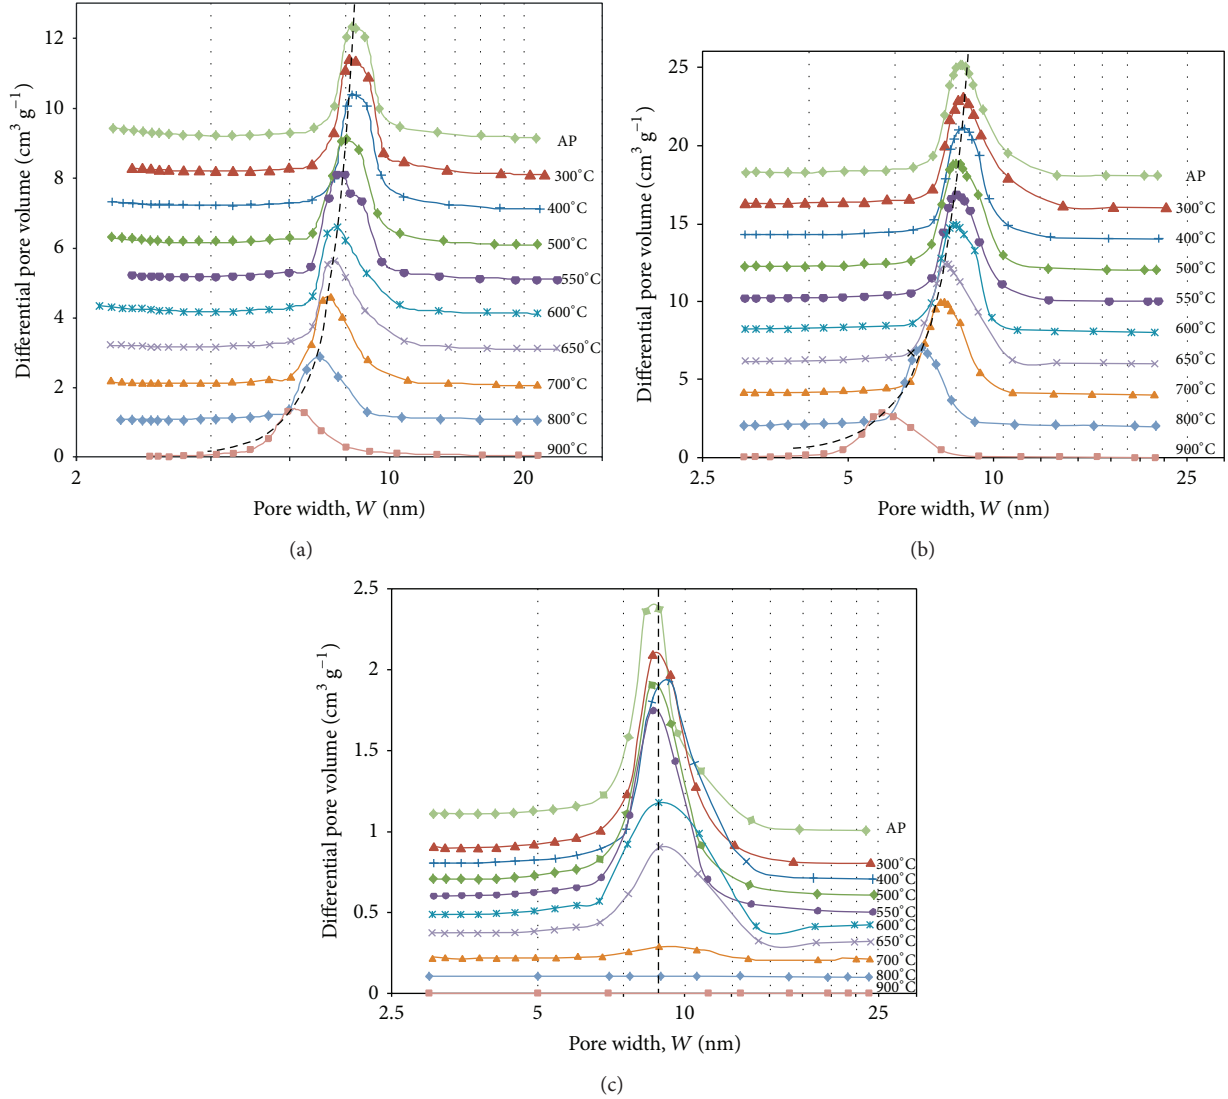 Differential pore volume (cm³ g⁻¹)
12
10
8
6
4
2
0
AP
300°C
400°C
500°C
550°C
600°C
650°C
700°C
800°C
900°C
2
10
20
Pore width, W (nm)
(a)
Differential pore volume (cm³ g⁻¹)
25
20
15
10
5
0
AP
300°C
400°C
500°C
550°C
600°C
650°C
700°C
800°C
900°C
2.5
5
10
25
Pore width, W (nm)
(b)
Differential pore volume (cm³ g⁻¹)
2.5
2
1.5
1
0.5
0
AP
300°C
400°C
500°C
550°C
600°C
650°C
700°C
800°C
900°C
2.5
5
10
25
Pore width, W (nm)
(c)